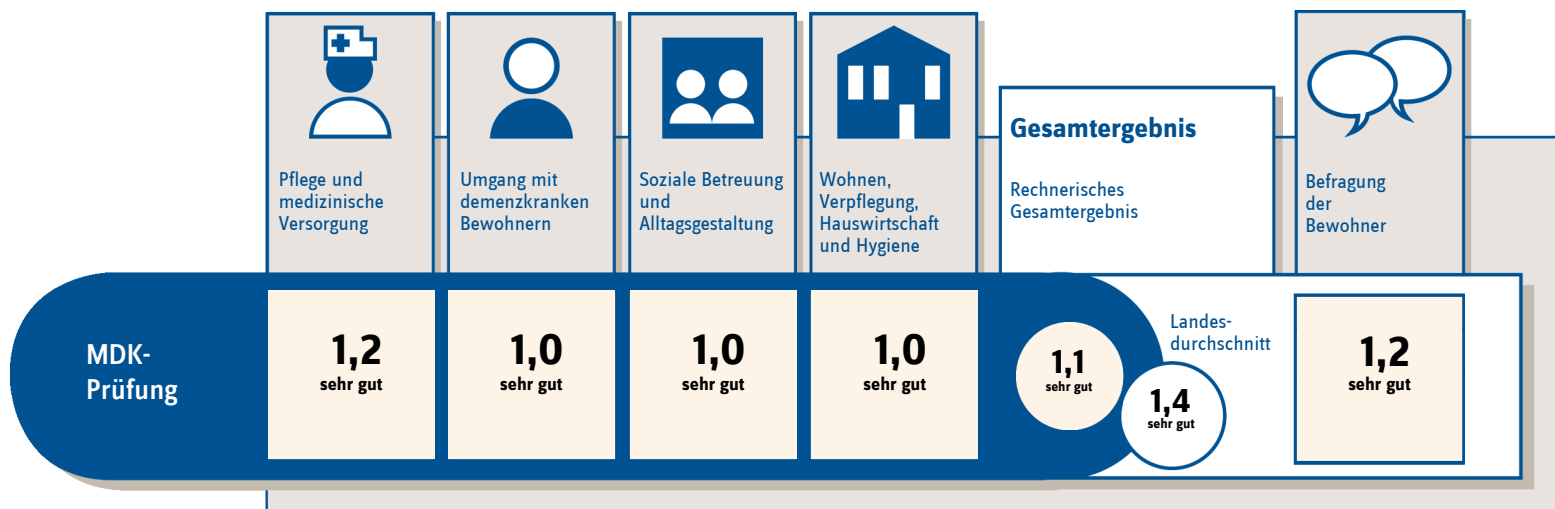 Pflege und
medizinische
Versorgung
Umgang mit
demenzkranken
Bewohnern
Soziale Betreuung
und
Alltagsgestaltung
Wohnen,
Verpflegung,
Hauswirtschaft
und Hygiene
Gesamtergebnis
Rechnerisches
Gesamtergebnis
Befragung
der
Bewohner
MDK-
Prüfung
1,2
sehr gut
1,0
sehr gut
1,0
sehr gut
1,0
sehr gut
1,1
sehr gut
Landes-
durchschnitt
1,4
sehr gut
1,2
sehr gut